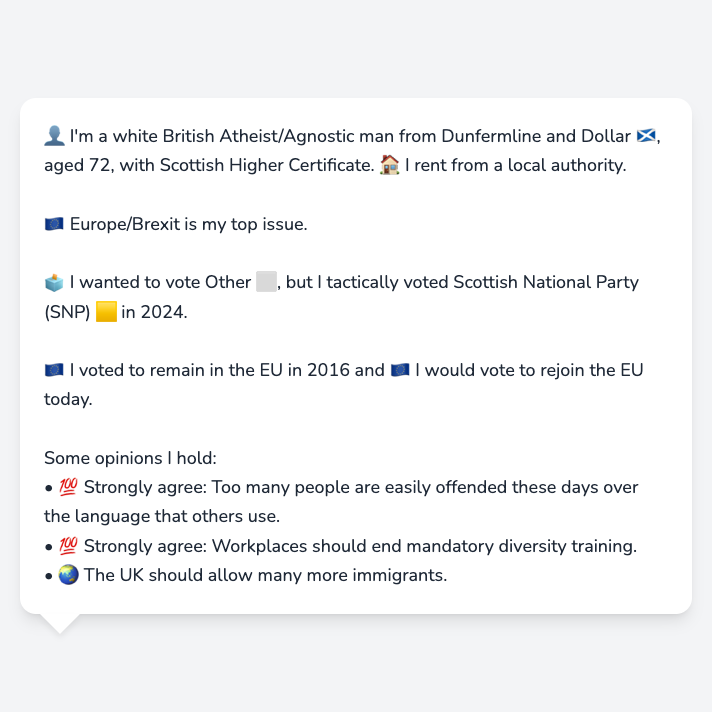 👤 I'm a white British Atheist/Agnostic man from Dunfermline and Dollar 🏴󠁧󠁢󠁳󠁣󠁴󠁿,
aged 72, with Scottish Higher Certificate. 🏠 I rent from a local authority.
🇪🇺 Europe/Brexit is my top issue.
🗳️ I wanted to vote Other ⬜, but I tactically voted Scottish National Party
(SNP) 🟨 in 2024.
🇪🇺 I voted to remain in the EU in 2016 and 🇪🇺 I would vote to rejoin the EU
today.
Some opinions I hold:
• 💯 Strongly agree: Too many people are easily offended these days over
the language that others use.
• 💯 Strongly agree: Workplaces should end mandatory diversity training.
• 🌏 The UK should allow many more immigrants.